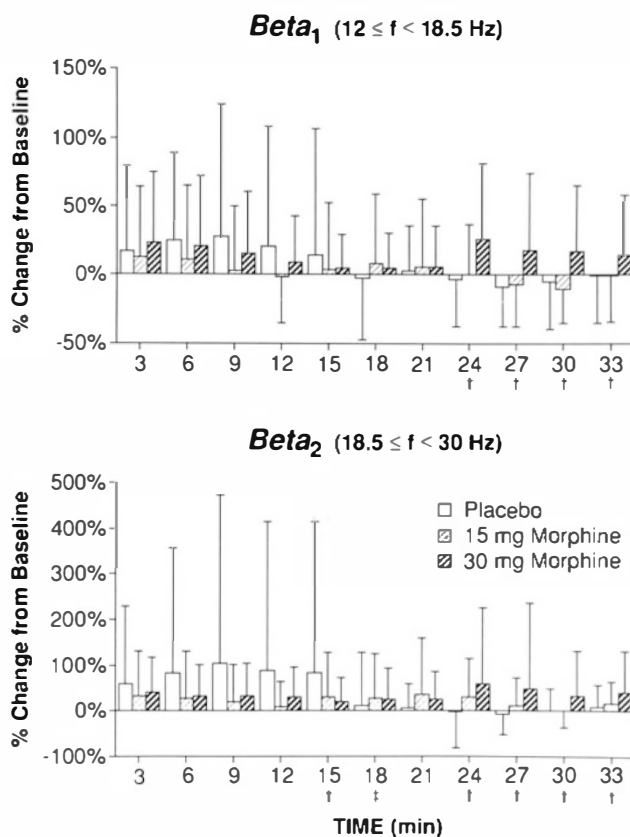 Beta₁ (12 ≤ f < 18.5 Hz)
150%
100%
50%
0%
-50%
% Change from Baseline
3 6 9 12 15 18 21 24 27 30 33
† † † †
Beta₂ (18.5 ≤ f < 30 Hz)
500%
400%
300%
200%
100%
0%
-100%
% Change from Baseline
Placebo
15 mg Morphine
30 mg Morphine
3 6 9 12 15 18 21 24 27 30 33
† ‡ † † † †
TIME (min)